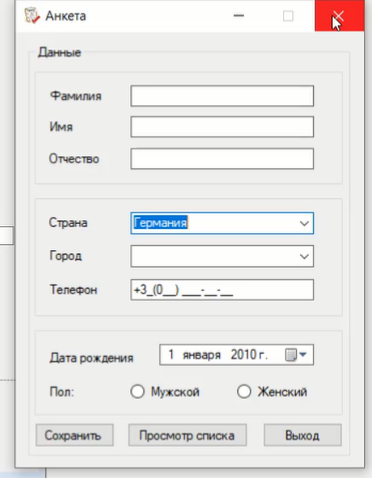 Анкета
Данные
Фамилия
Имя
Отчество
Страна Германия
Город
Телефон +3_(0__) ___-__-__
Дата рождения 1 января 2010 г.
Пол: Мужской Женский
Сохранить Просмотр списка Выход